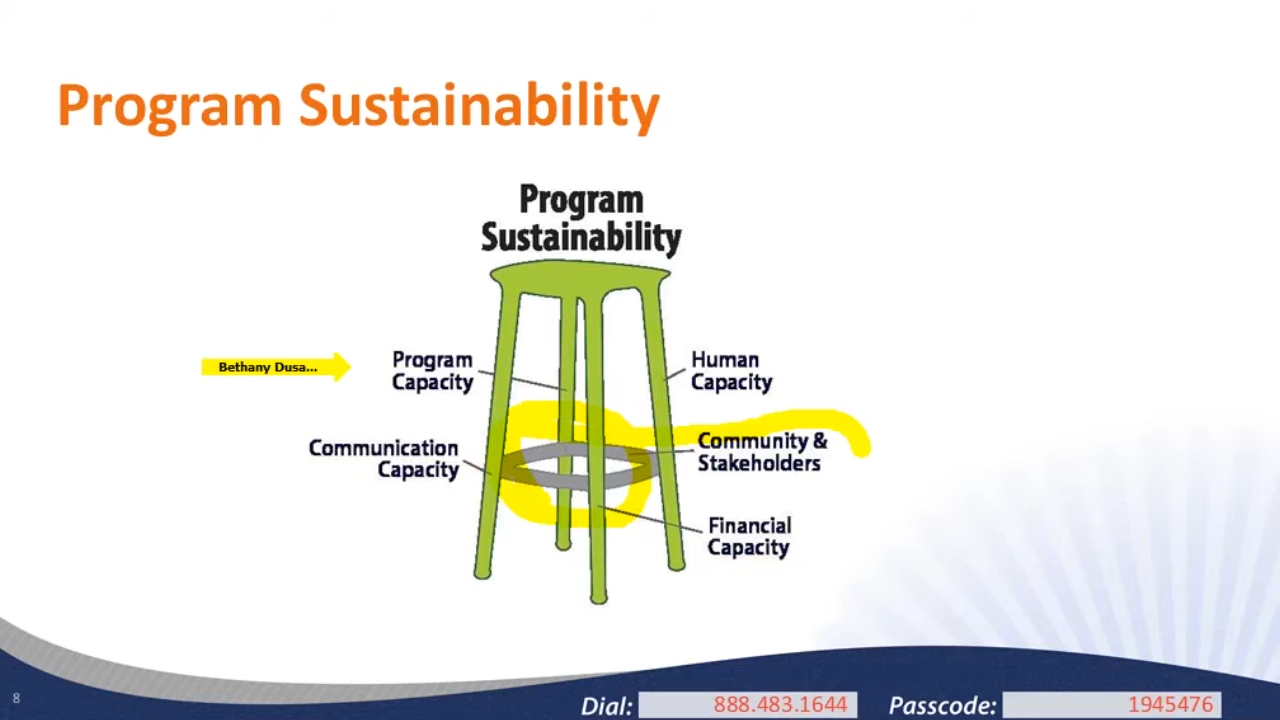 Program Sustainability
Program
Sustainability
Bethany Dusa...
Program
Capacity
Human
Capacity
Communication
Capacity
Community &
Stakeholders
Financial
Capacity
8
Dial: 888.483.1644 Passcode: 1945476